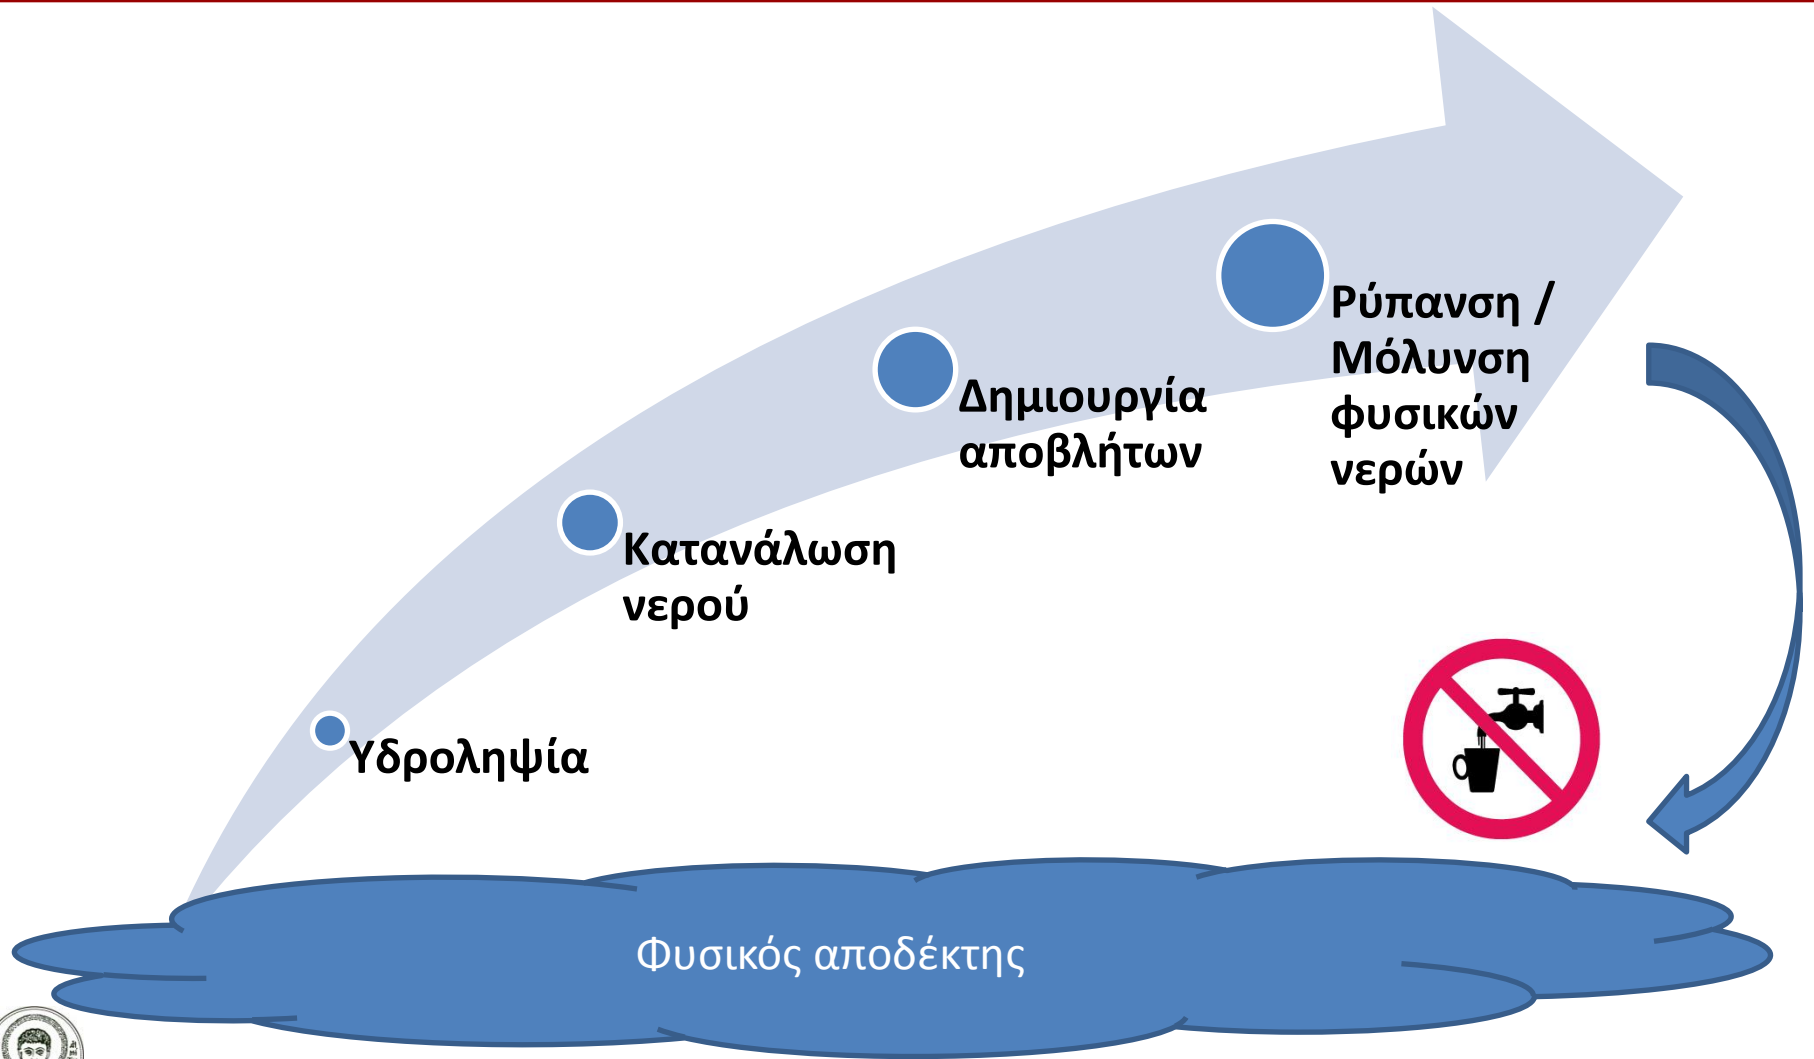 Ρύπανση /
Μόλυνση
φυσικών
νερών
Δημιουργία
αποβλήτων
Κατανάλωση
νερού
Υδροληψία
Φυσικός αποδέκτης